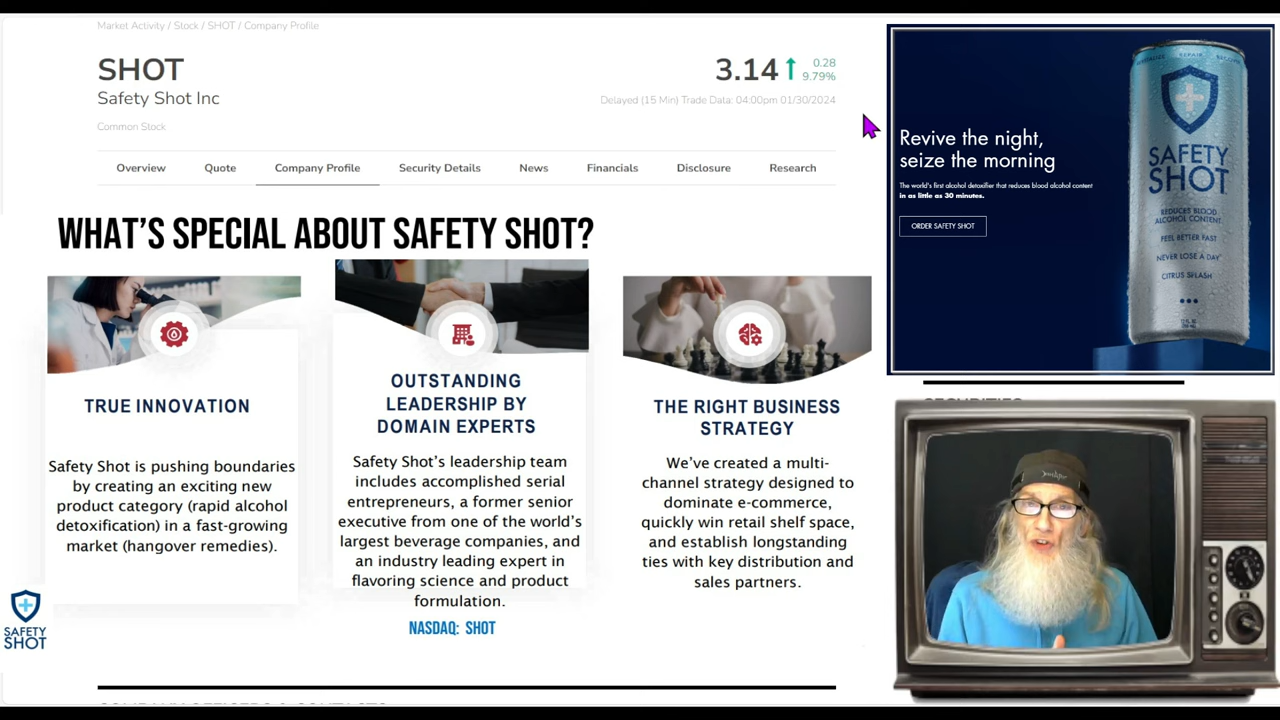 Market Activity / Stock / SHOT / Company Profile
SHOT
3.14
0.28
9.79%
Safety Shot Inc
Delayed (15 Min) Trade Data: 04:00pm 01/30/2024
Common Stock
Overview Quote Company Profile Security Details News Financials Disclosure Research
WHAT'S SPECIAL ABOUT SAFETY SHOT?
TRUE INNOVATION
Safety Shot is pushing boundaries
by creating an exciting new
product category (rapid alcohol
detoxification) in a fast-growing
market (hangover remedies).
OUTSTANDING
LEADERSHIP BY
DOMAIN EXPERTS
Safety Shot's leadership team
includes accomplished serial
entrepreneurs, a former senior
executive from one of the world's
largest beverage companies, and
an industry leading expert in
flavoring science and product
formulation.
NASDAQ: SHOT
THE RIGHT BUSINESS
STRATEGY
We've created a multi-
channel strategy designed to
dominate e-commerce,
quickly win retail shelf space,
and establish longstanding
ties with key distribution and
sales partners.
SAFETY
SHOT
Revive the night,
seize the morning
The world's first alcohol detoxifier that reduces blood alcohol content
in as little as 30 minutes.
ORDER SAFETY SHOT
REPAIR
SAFETY
SHOT
REDUCES BLOOD
ALCOHOL CONTENT
FEEL BETTER FAST
NEVER LOSE A DAY
CITRUS SPLASH